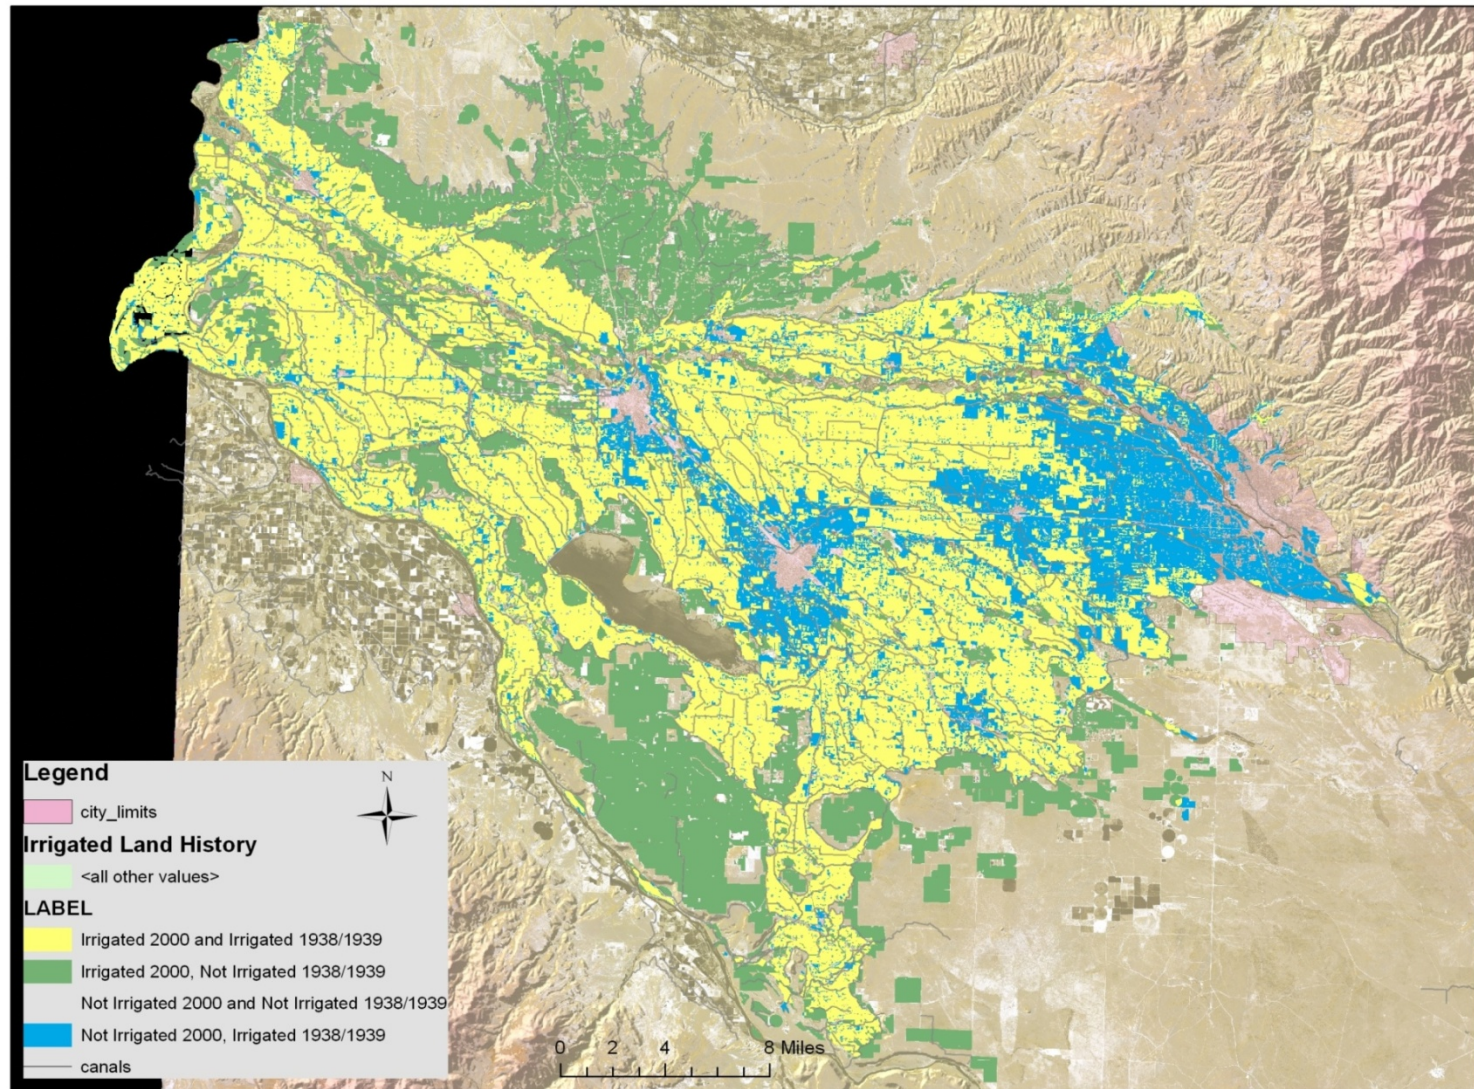 Legend
N
city_limits
Irrigated Land History
<all other values>
LABEL
Irrigated 2000 and Irrigated 1938/1939
Irrigated 2000, Not Irrigated 1938/1939
Not Irrigated 2000 and Not Irrigated 1938/1939
Not Irrigated 2000, Irrigated 1938/1939
canals
0 2 4 8 Miles